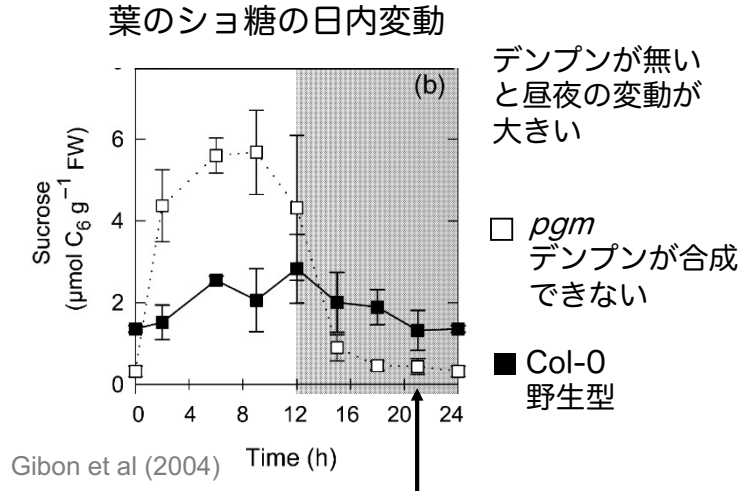 葉のショ糖の日内変動
(b)
Sucrose
(μmol C6 g−1 FW)
6
4
2
0
0 4 8 12 16 20 24
Time (h)
Gibon et al (2004)
デンプンが無い
と昼夜の変動が
大きい
□ pgm
デンプンが合成
できない
■ Col-0
野生型